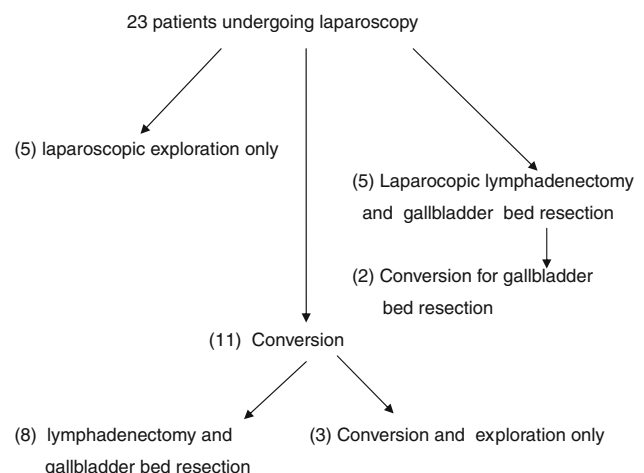 23 patients undergoing laparoscopy
(5) laparoscopic exploration only
(5) Laparocopic lymphadenectomy
and gallbladder bed resection
(2) Conversion for gallbladder
bed resection
(11) Conversion
(8) lymphadenectomy and
gallbladder bed resection
(3) Conversion and exploration only